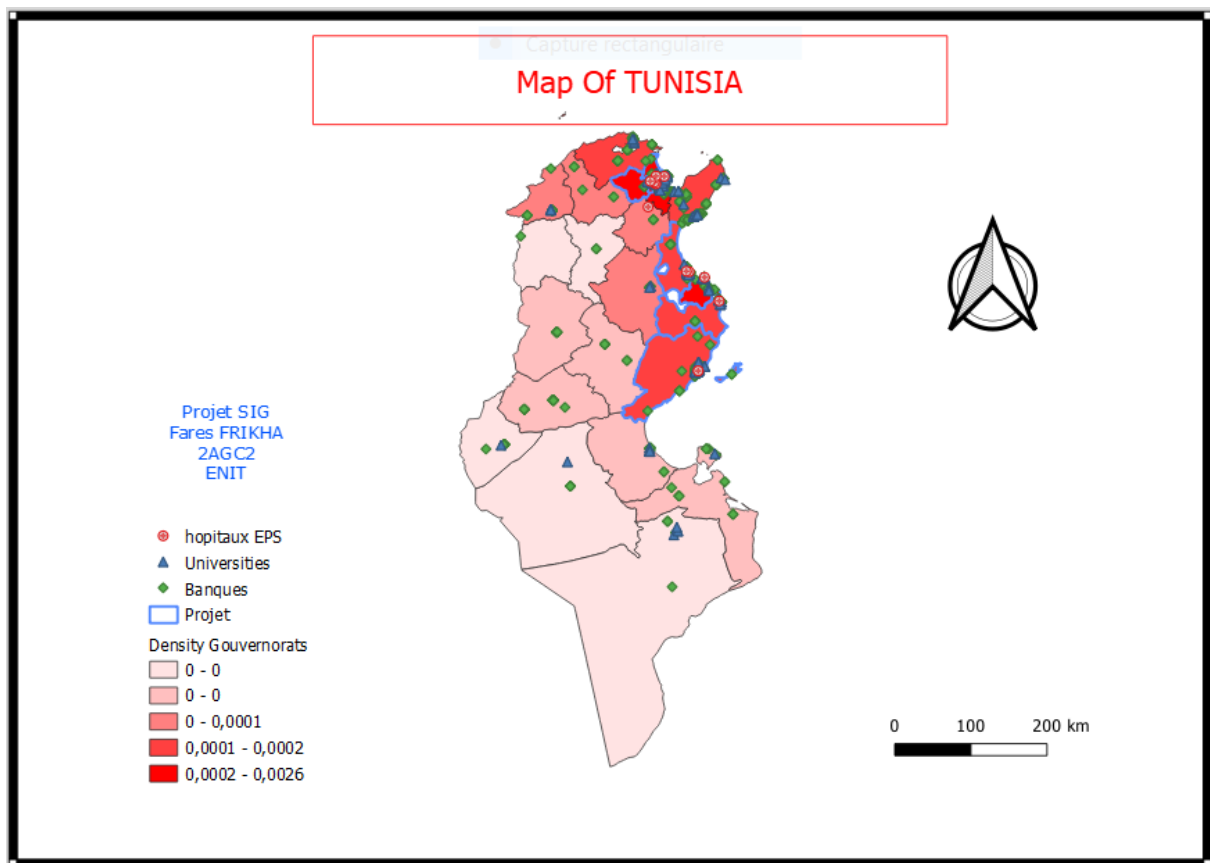 Capture rectangulaire
Map Of TUNISIA
Projet SIG
Fares FRIKHA
2AGC2
ENIT
hopitaux EPS
Universities
Banques
Projet
Density Gouvernorats
0 - 0
0 - 0
0 - 0,0001
0,0001 - 0,0002
0,0002 - 0,0026
0 100 200 km